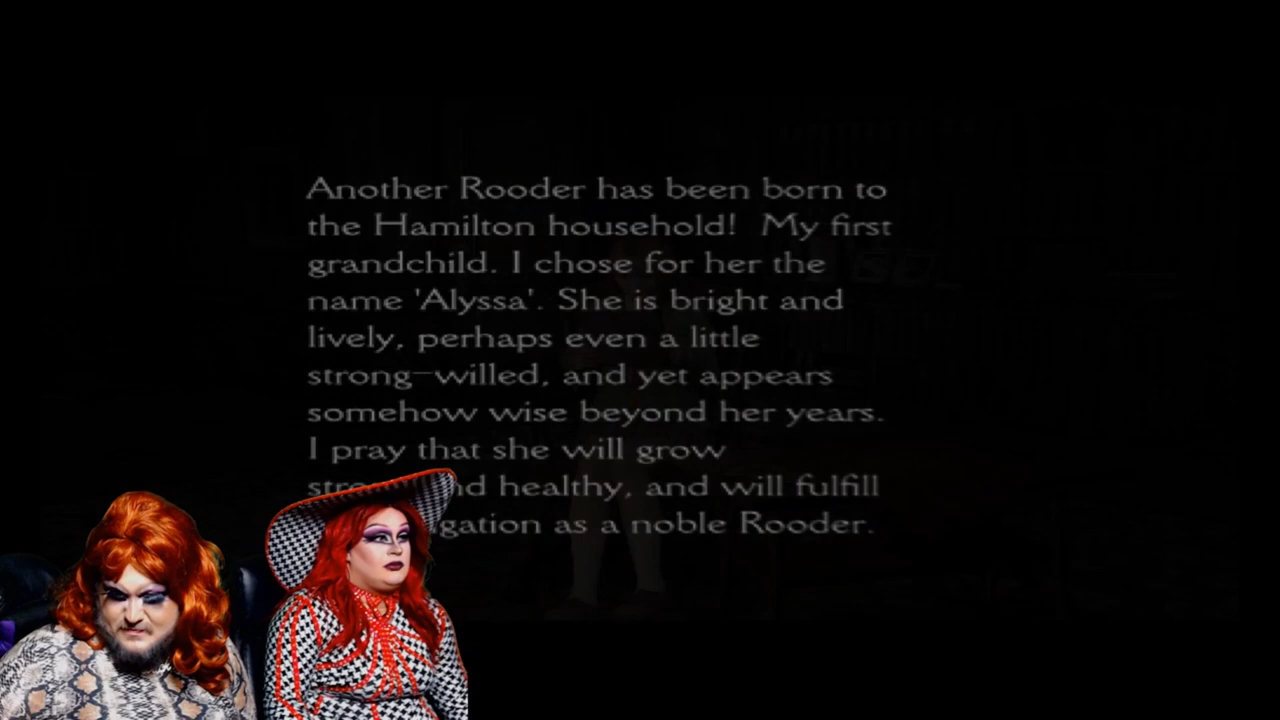 Another Rooder has been born to
the Hamilton household! My first
grandchild. I chose for her the
name 'Alyssa'. She is bright and
lively, perhaps even a little
strong-willed, and yet appears
somehow wise beyond her years.
I pray that she will grow
healthy, and will fulfill
as a noble Rooder.